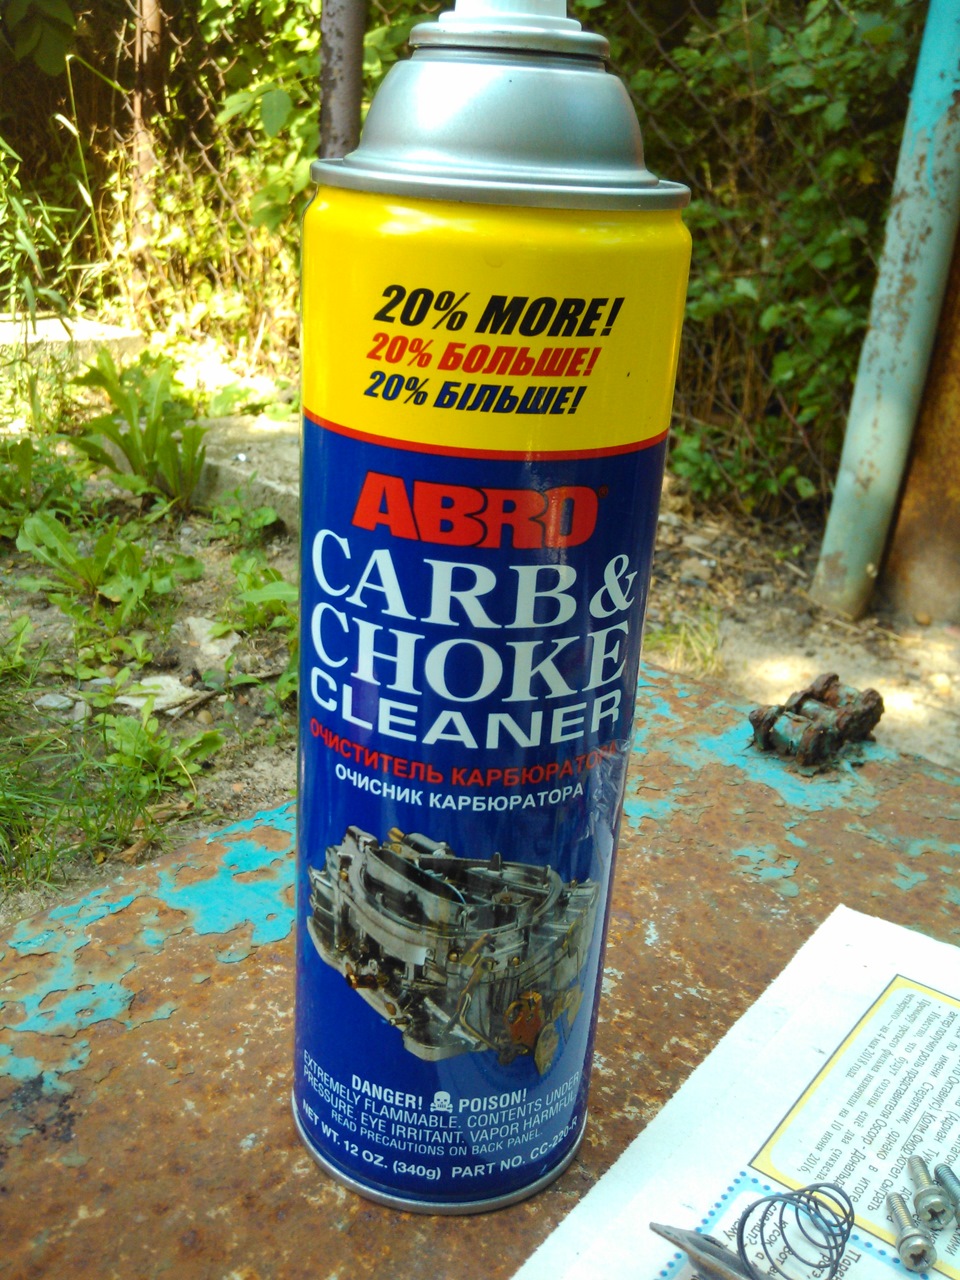 20% MORE!
20% БОЛЬШЕ!
20% БІЛЬШЕ!
ABRO®
CARB &
CHOKE
CLEANER
ОЧИСТИТЕЛЬ КАРБЮРАТОРА
ОЧИСНИК КАРБЮРАТОРА
DANGER! POISON!
EXTREMELY FLAMMABLE. CONTENTS UNDER
PRESSURE. EYE IRRITANT. VAPOR HARMFUL.
READ PRECAUTIONS ON BACK PANEL.
NET WT. 12 OZ. (340g) PART NO. CC-220-R